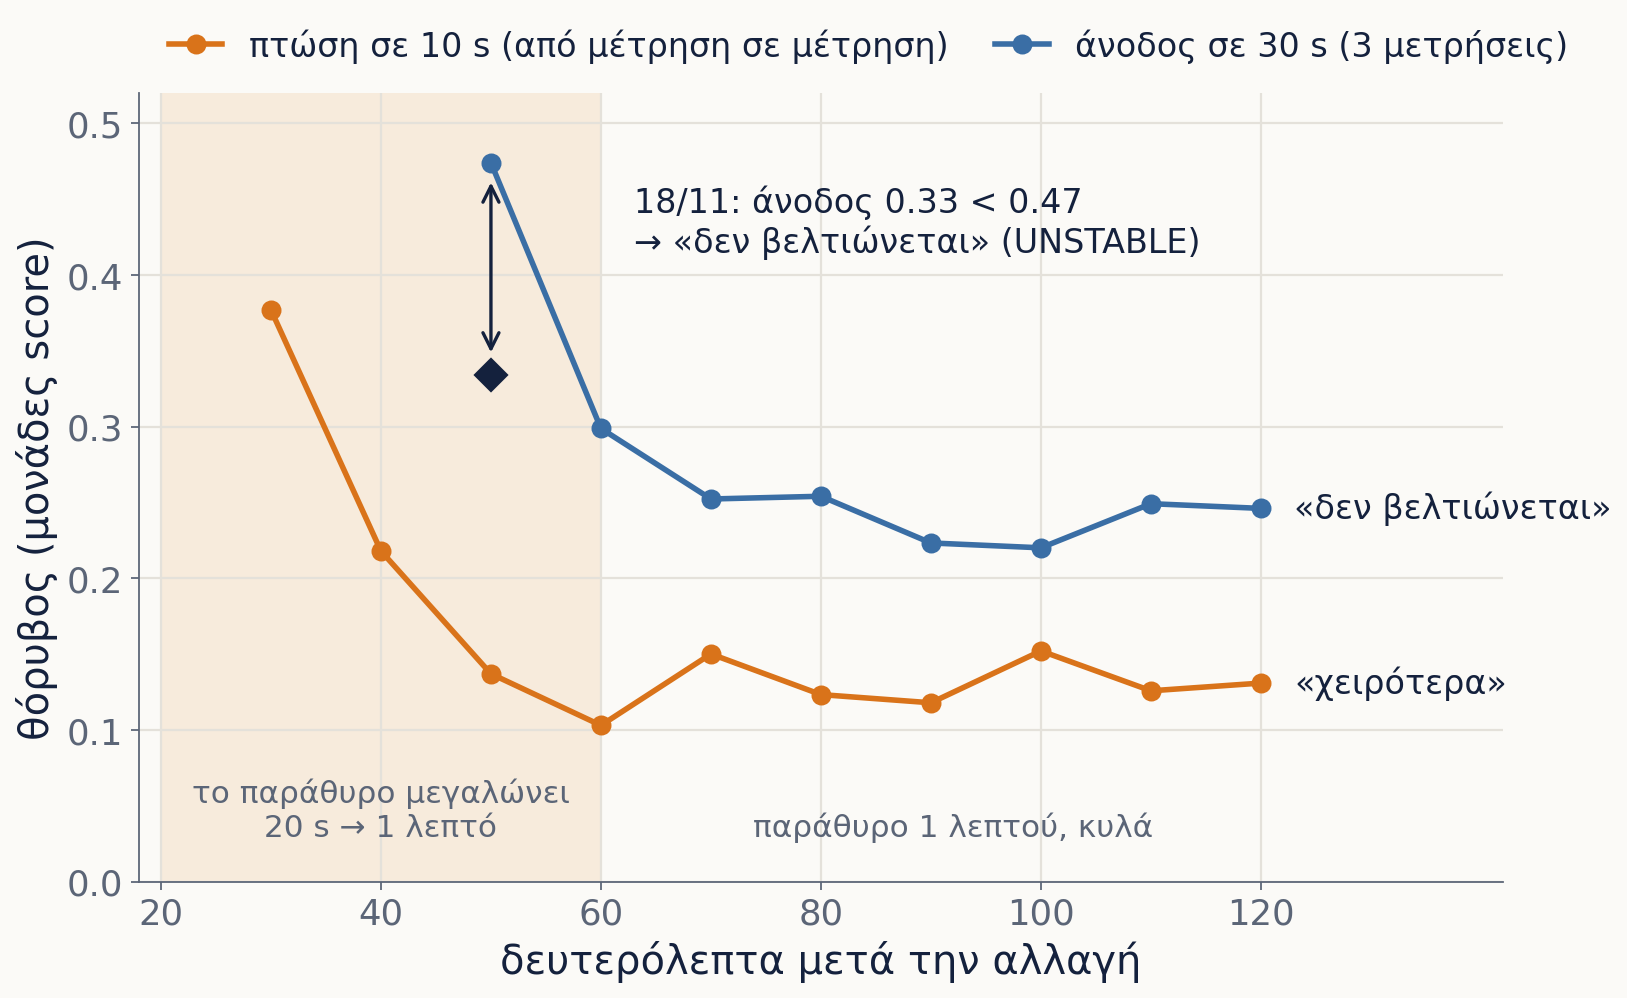 πτώση σε 10 s (από μέτρηση σε μέτρηση)
άνοδος σε 30 s (3 μετρήσεις)
θόρυβος (μονάδες score)
0.5
0.4
0.3
0.2
0.1
0.0
18/11: άνοδος 0.33 < 0.47
→ «δεν βελτιώνεται» (UNSTABLE)
«δεν βελτιώνεται»
«χειρότερα»
το παράθυρο μεγαλώνει
20 s → 1 λεπτό
παράθυρο 1 λεπτού, κυλά
20
40
60
80
100
120
δευτερόλεπτα μετά την αλλαγή